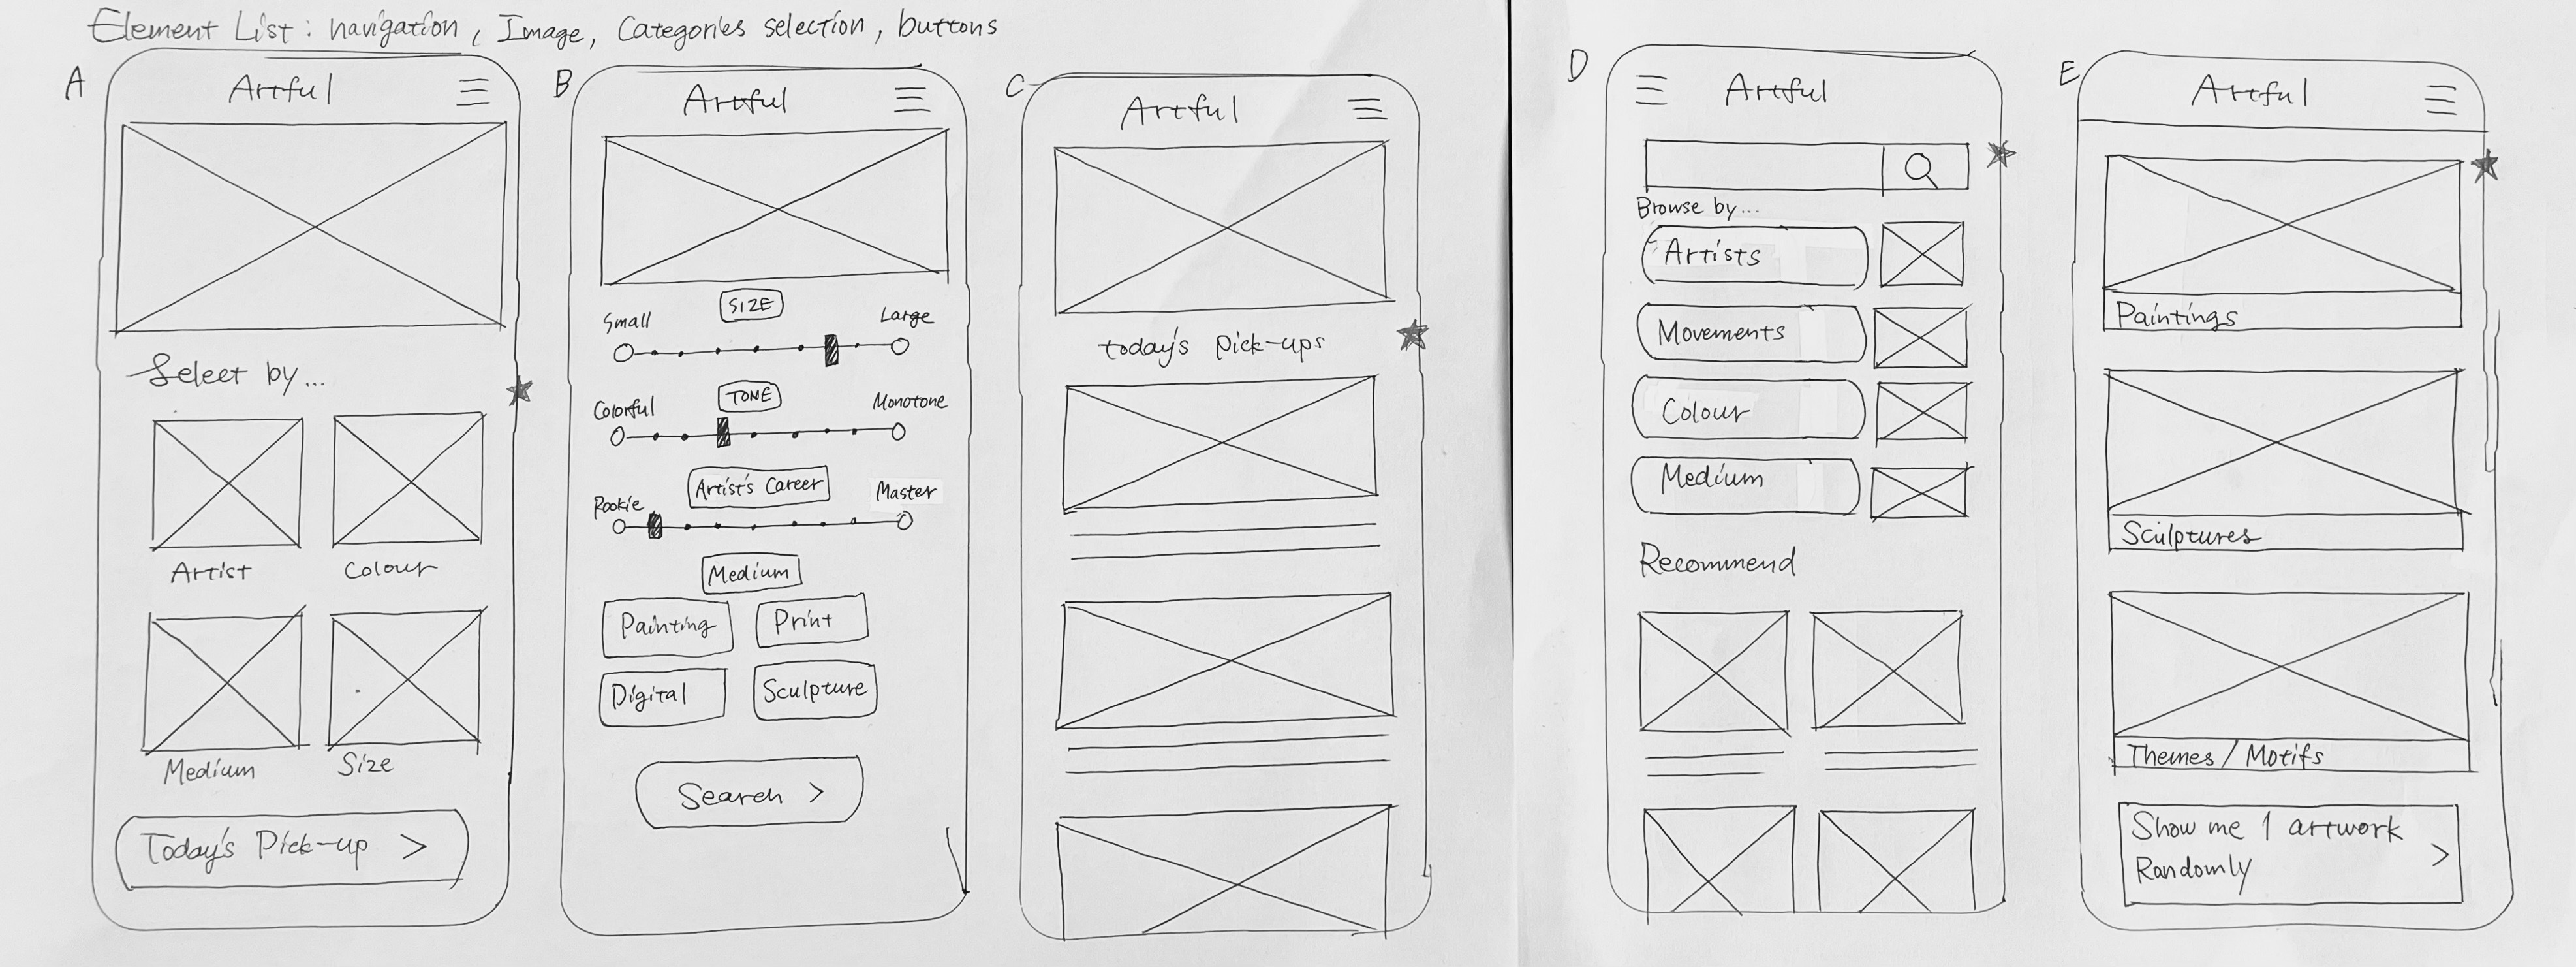 Element List: navigation, Image, Categories selection, buttons
A
Artful
Select by...
Artist
Colour
Medium
Size
Today's Pick-up >
B
Artful
SIZE
Small
Large
TONE
Colorful
Monotone
Artist's Career
Rookie
Master
Medium
Painting
Print
Digital
Sculpture
Search >
C
Artful
today's pick-ups
D
Artful
Browse by...
Artists
Movements
Colour
Medium
Recommend
E
Artful
Paintings
Sculptures
Themes / Motifs
Show me 1 artwork
Randomly >